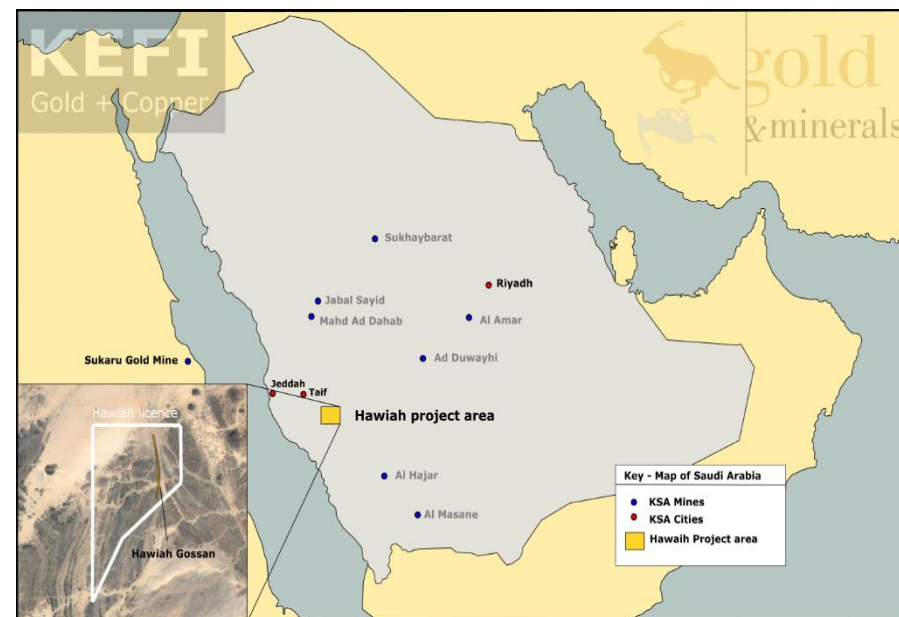 KEFI
Gold + Copper
gold
&minerals
Sukhaybarat
Riyadh
Jabal Sayid
Mahd Ad Dahab
Al Amar
Sukaru Gold Mine
Ad Duwayhi
Jeddah
Taif
Hawiah project area
Hawiah licence
Hawiah Gossan
Al Hajar
Al Masane
Key - Map of Saudi Arabia
KSA Mines
KSA Cities
Hawaih Project area